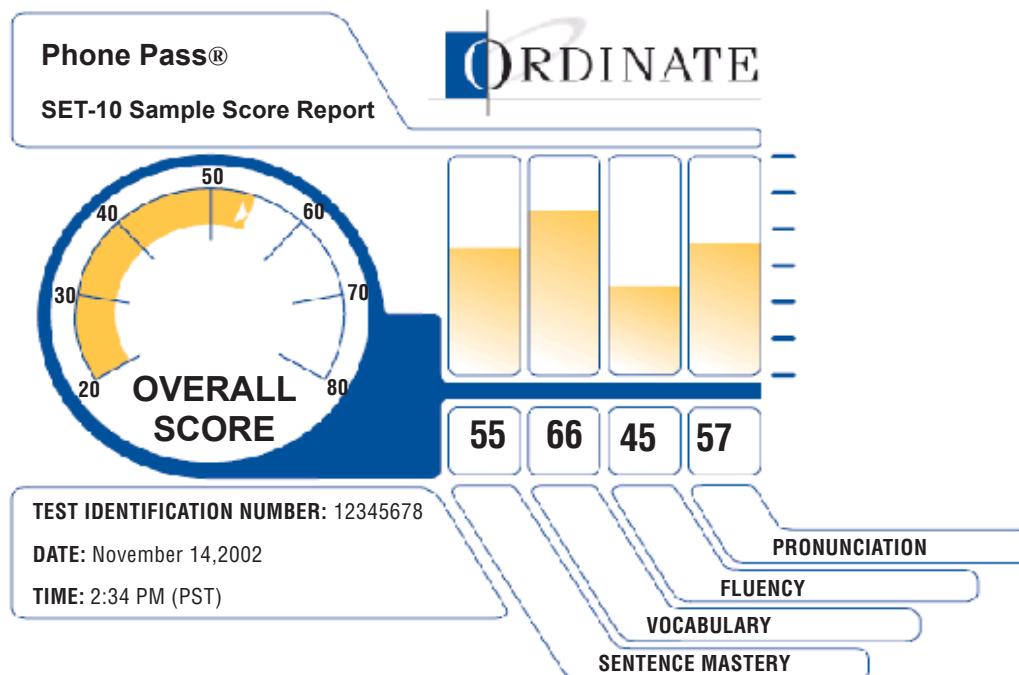 Phone Pass®
SET-10 Sample Score Report
ORDINATE
50
40
60
30
70
20
80
OVERALL
SCORE
55 66 45 57
TEST IDENTIFICATION NUMBER: 12345678
DATE: November 14,2002
TIME: 2:34 PM (PST)
PRONUNCIATION
FLUENCY
VOCABULARY
SENTENCE MASTERY